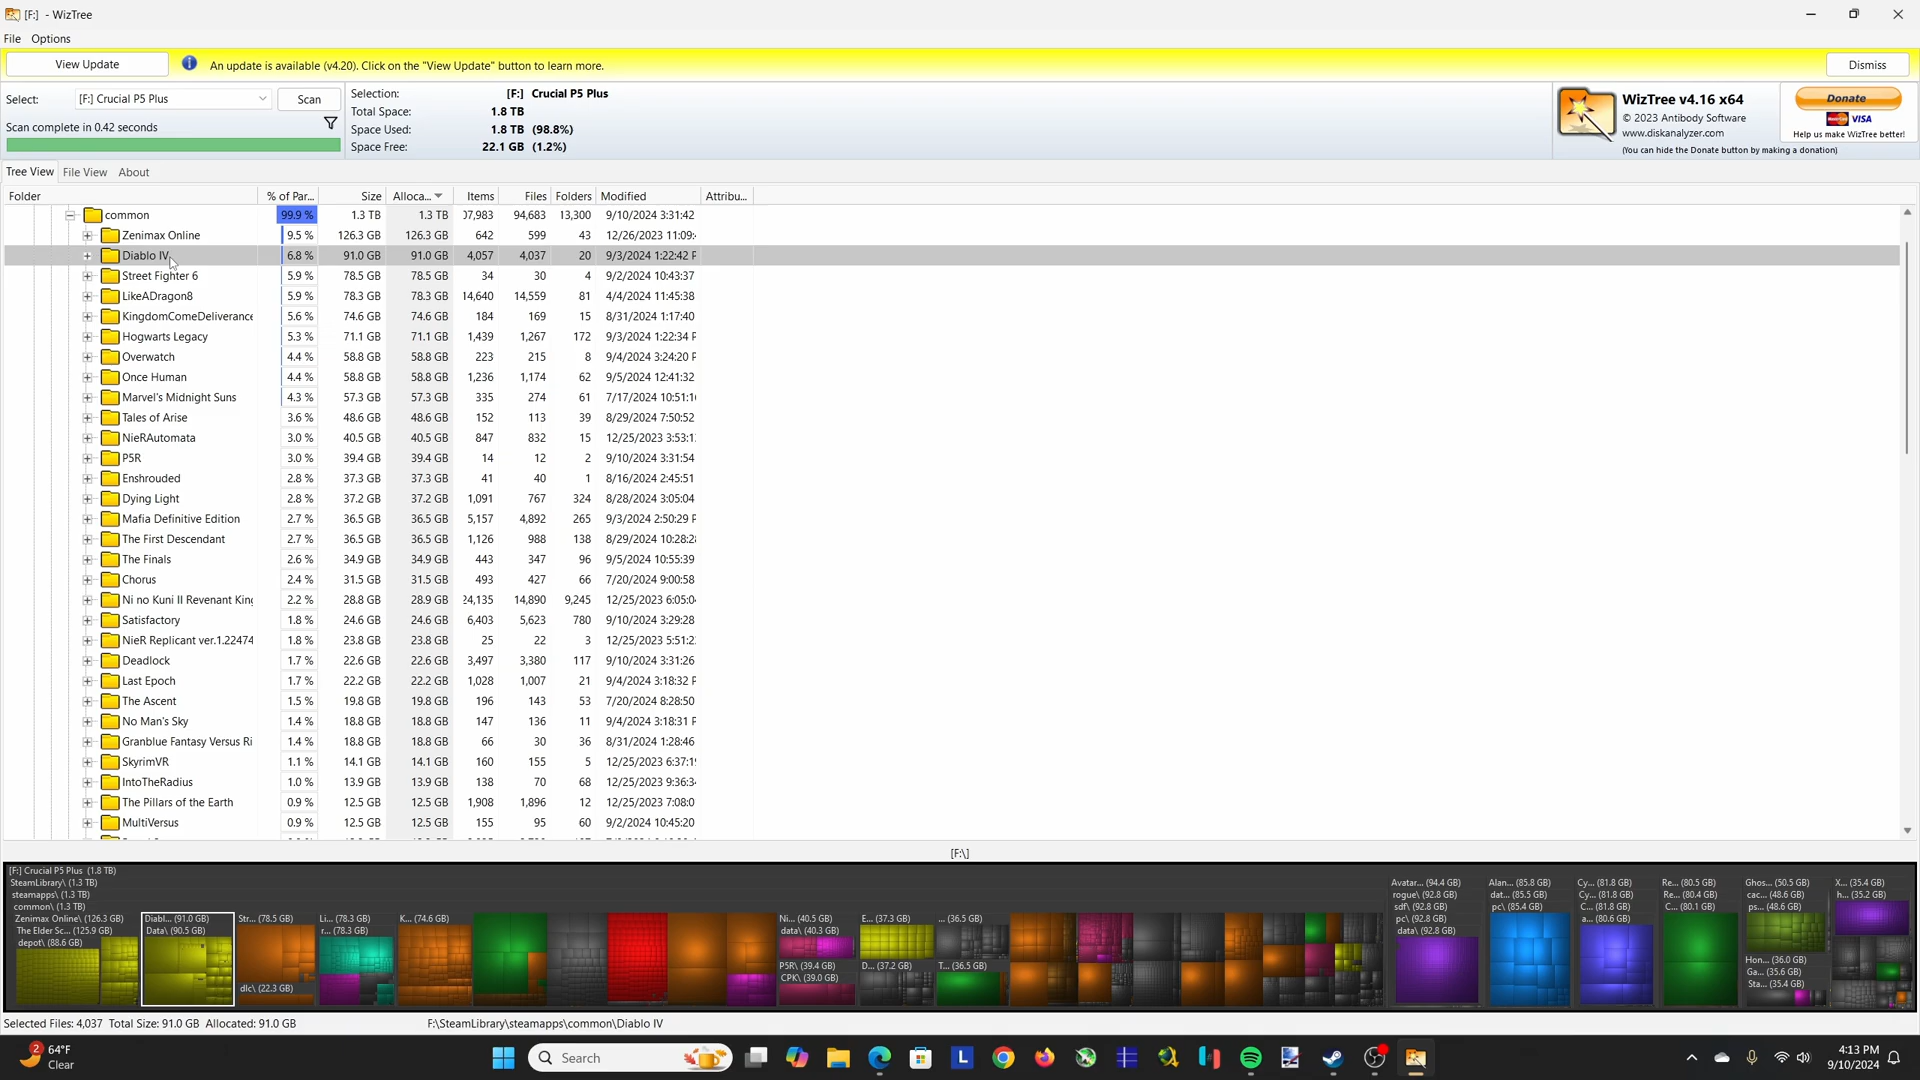 [F:] - WizTree
File Options
View Update An update is available (v4.20). Click on the "View Update" button to learn more. Dismiss
Select: [F:] Crucial P5 Plus Scan
Scan complete in 0.42 seconds
Selection: [F:] Crucial P5 Plus
Total Space: 1.8 TB
Space Used: 1.8 TB (98.8%)
Space Free: 22.1 GB (1.2%)
WizTree v4.16 x64
© 2023 Antibody Software
www.diskanalyzer.com
(You can hide the Donate button by making a donation)
Donate
MasterCard VISA
Help us make WizTree better!
Tree View File View About
Folder % of Par... Size Alloca... Items Files Folders Modified Attribu...
common 99.9 % 1.3 TB 1.3 TB 07,983 94,683 13,300 9/10/2024 3:31:42
Zenimax Online 9.5 % 126.3 GB 126.3 GB 642 599 43 12/26/2023 11:09:
Diablo IV 6.8 % 91.0 GB 91.0 GB 4,057 4,037 20 9/3/2024 1:22:42 P
Street Fighter 6 5.9 % 78.5 GB 78.5 GB 34 30 4 9/2/2024 10:43:37
LikeADragon8 5.9 % 78.3 GB 78.3 GB 14,640 14,559 81 4/4/2024 11:45:38
KingdomComeDeliverance 5.6 % 74.6 GB 74.6 GB 184 169 15 8/31/2024 1:17:40
Hogwarts Legacy 5.3 % 71.1 GB 71.1 GB 1,439 1,267 172 9/3/2024 1:22:34 P
Overwatch 4.4 % 58.8 GB 58.8 GB 223 215 8 9/4/2024 3:24:20 P
Once Human 4.4 % 58.8 GB 58.8 GB 1,236 1,174 62 9/5/2024 12:41:32
Marvel's Midnight Suns 4.3 % 57.3 GB 57.3 GB 335 274 61 7/17/2024 10:51:16
Tales of Arise 3.6 % 48.6 GB 48.6 GB 152 113 39 8/29/2024 7:50:52
NieRAutomata 3.0 % 40.5 GB 40.5 GB 847 832 15 12/25/2023 3:53:1
P5R 3.0 % 39.4 GB 39.4 GB 14 12 2 9/10/2024 3:31:54
Enshrouded 2.8 % 37.3 GB 37.3 GB 41 40 1 8/16/2024 2:45:51
Dying Light 2.8 % 37.2 GB 37.2 GB 1,091 767 324 8/28/2024 3:05:04
Mafia Definitive Edition 2.7 % 36.5 GB 36.5 GB 5,157 4,892 265 9/3/2024 2:50:29 P
The First Descendant 2.7 % 36.5 GB 36.5 GB 1,126 988 138 8/29/2024 10:28:28
The Finals 2.6 % 34.9 GB 34.9 GB 443 347 96 9/5/2024 10:55:39
Chorus 2.4 % 31.5 GB 31.5 GB 493 427 66 7/20/2024 9:00:58
Ni no Kuni II Revenant King 2.2 % 28.8 GB 28.9 GB 24,135 14,890 9,245 12/25/2023 6:05:0
Satisfactory 1.8 % 24.6 GB 24.6 GB 6,403 5,623 780 9/10/2024 3:29:28
NieR Replicant ver.1.22474 1.8 % 23.8 GB 23.8 GB 25 22 3 12/25/2023 5:51:2
Deadlock 1.7 % 22.6 GB 22.6 GB 3,497 3,380 117 9/10/2024 3:31:26
Last Epoch 1.7 % 22.2 GB 22.2 GB 1,028 1,007 21 9/4/2024 3:18:32 P
The Ascent 1.5 % 19.8 GB 19.8 GB 196 143 53 7/20/2024 8:28:50
No Man's Sky 1.4 % 18.8 GB 18.8 GB 147 136 11 9/4/2024 3:18:31 P
Granblue Fantasy Versus Ri 1.4 % 18.8 GB 18.8 GB 66 30 36 8/31/2024 1:28:46
SkyrimVR 1.1 % 14.1 GB 14.1 GB 160 155 5 12/25/2023 6:37:1
IntoTheRadius 1.0 % 13.9 GB 13.9 GB 138 70 68 12/25/2023 9:36:3
The Pillars of the Earth 0.9 % 12.5 GB 12.5 GB 1,908 1,896 12 12/25/2023 7:08:0
MultiVersus 0.9 % 12.5 GB 12.5 GB 155 95 60 9/2/2024 10:45:20
[F:\]
[F:] Crucial P5 Plus (1.8 TB)
SteamLibrary\ (1.3 TB) Avatar... (94.4 GB) Alan... (85.8 GB) Cy... (81.8 GB) Re... (80.5 GB) Ghos... (50.5 GB) X... (35.4 GB)
steamapps\ (1.3 TB) rogue\ (92.8 GB) dat... (85.5 GB) Cy... (81.8 GB) Re... (80.4 GB) cac... (48.6 GB) h... (35.2 GB)
common\ (1.3 TB) sdf\ (92.8 GB) pc\ (85.4 GB) C... (81.8 GB) C... (80.1 GB) ps... (48.6 GB)
Zenimax Online\ (126.3 GB) Diabl... (91.0 GB) Str... (78.5 GB) Li... (78.3 GB) K... (74.6 GB) Ni... (40.5 GB) E... (37.3 GB) ... (36.5 GB) pc\ (92.8 GB) a... (80.6 GB)
The Elder Sc... (125.9 GB) Data\ (90.5 GB) r... (78.3 GB) data\ (40.3 GB) data\ (92.8 GB)
depot\ (88.6 GB)
P5R\ (39.4 GB) D... (37.2 GB) T... (36.5 GB) Hon... (36.0 GB)
CPK\ (39.0 GB) Ga... (35.6 GB)
dlc\ (22.3 GB) Sta... (35.4 GB)
Selected Files: 4,037 Total Size: 91.0 GB Allocated: 91.0 GB F:\SteamLibrary\steamapps\common\Diablo IV
2
64°F
Clear
Search
L
4:13 PM
9/10/2024